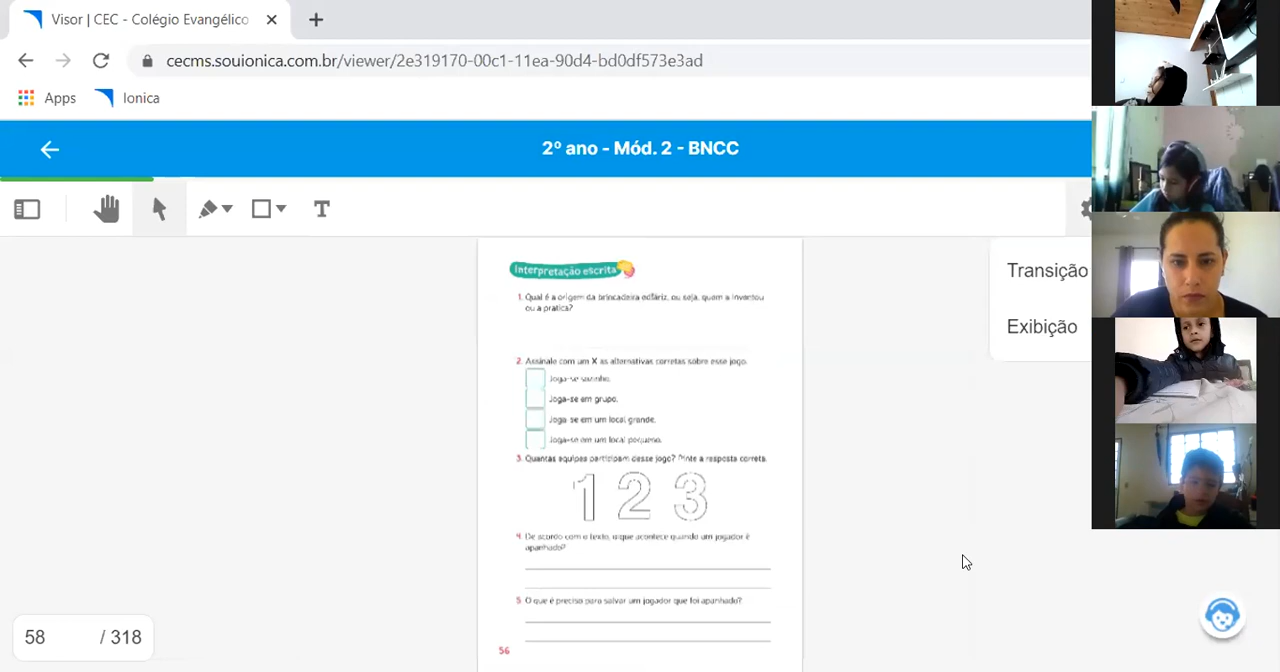 Visor | CEC - Colégio Evangélico
cecms.souionica.com.br/viewer/2e319170-00c1-11ea-90d4-bd0df573e3ad
Apps
Ionica
2º ano - Mód. 2 - BNCC
T
Transição
Exibição
Interpretação escrita
1. Qual é a origem da brincadeira ou seja, quem a inventou
ou a pratica?
2. Assinale com um X as alternativas corretas sobre esse jogo.
Joga-se sozinho.
Joga-se em grupo.
Joga-se em um local grande.
Joga-se em um local pequeno.
3. Quantas equipes participam desse jogo? Pinte a resposta correta.
1 2 3
4 De acordo com o texto, o que acontece quando um jogador é
apanhado?
5 O que é preciso para salvar um jogador que foi apanhado?
56
58 / 318